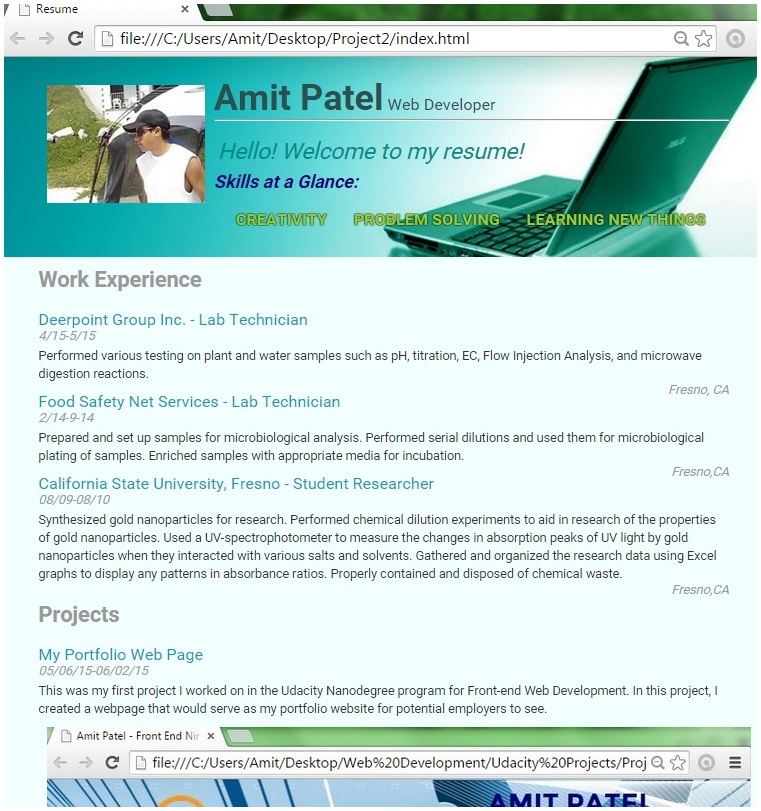 Resume
file:///C:/Users/Amit/Desktop/Project2/index.html
Amit Patel Web Developer
Hello! Welcome to my resume!
Skills at a Glance:
CREATIVITY PROBLEM SOLVING LEARNING NEW THINGS
Work Experience
Deerpoint Group Inc. - Lab Technician
4/15-5/15
Performed various testing on plant and water samples such as pH, titration, EC, Flow Injection Analysis, and microwave
digestion reactions.
Fresno, CA
Food Safety Net Services - Lab Technician
2/14-9-14
Prepared and set up samples for microbiological analysis. Performed serial dilutions and used them for microbiological
plating of samples. Enriched samples with appropriate media for incubation.
Fresno,CA
California State University, Fresno - Student Researcher
08/09-08/10
Synthesized gold nanoparticles for research. Performed chemical dilution experiments to aid in research of the properties
of gold nanoparticles. Used a UV-spectrophotometer to measure the changes in absorption peaks of UV light by gold
nanoparticles when they interacted with various salts and solvents. Gathered and organized the research data using Excel
graphs to display any patterns in absorbance ratios. Properly contained and disposed of chemical waste.
Fresno,CA
Projects
My Portfolio Web Page
05/06/15-06/02/15
This was my first project I worked on in the Udacity Nanodegree program for Front-end Web Development. In this project, I
created a webpage that would serve as my portfolio website for potential employers to see.
Amit Patel - Front End Nin
file:///C:/Users/Amit/Desktop/Web%20Development/Udacity%20Projects/Proj
AMIT PATEL